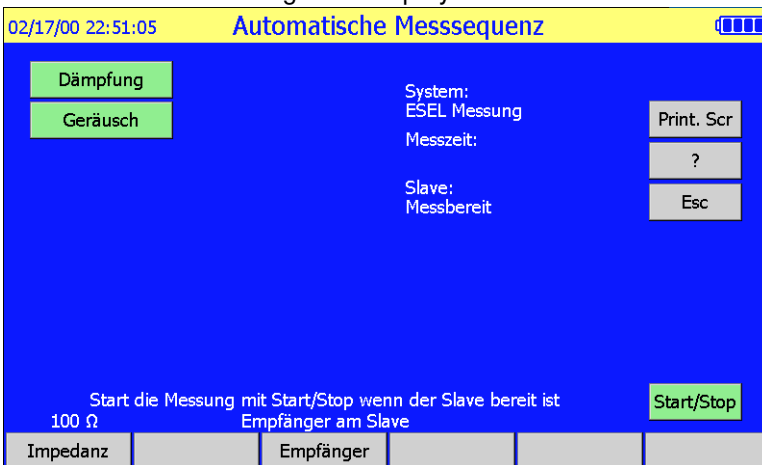 02/17/00 22:51:05 Automatische Messsequenz
Dämpfung
Geräusch
System:
ESEL Messung
Messzeit:
Slave:
Messbereit
Print. Scr
?
Esc
Start die Messung mit Start/Stop wenn der Slave bereit ist
Start/Stop
100 Ω Empfänger am Slave
Impedanz Empfänger